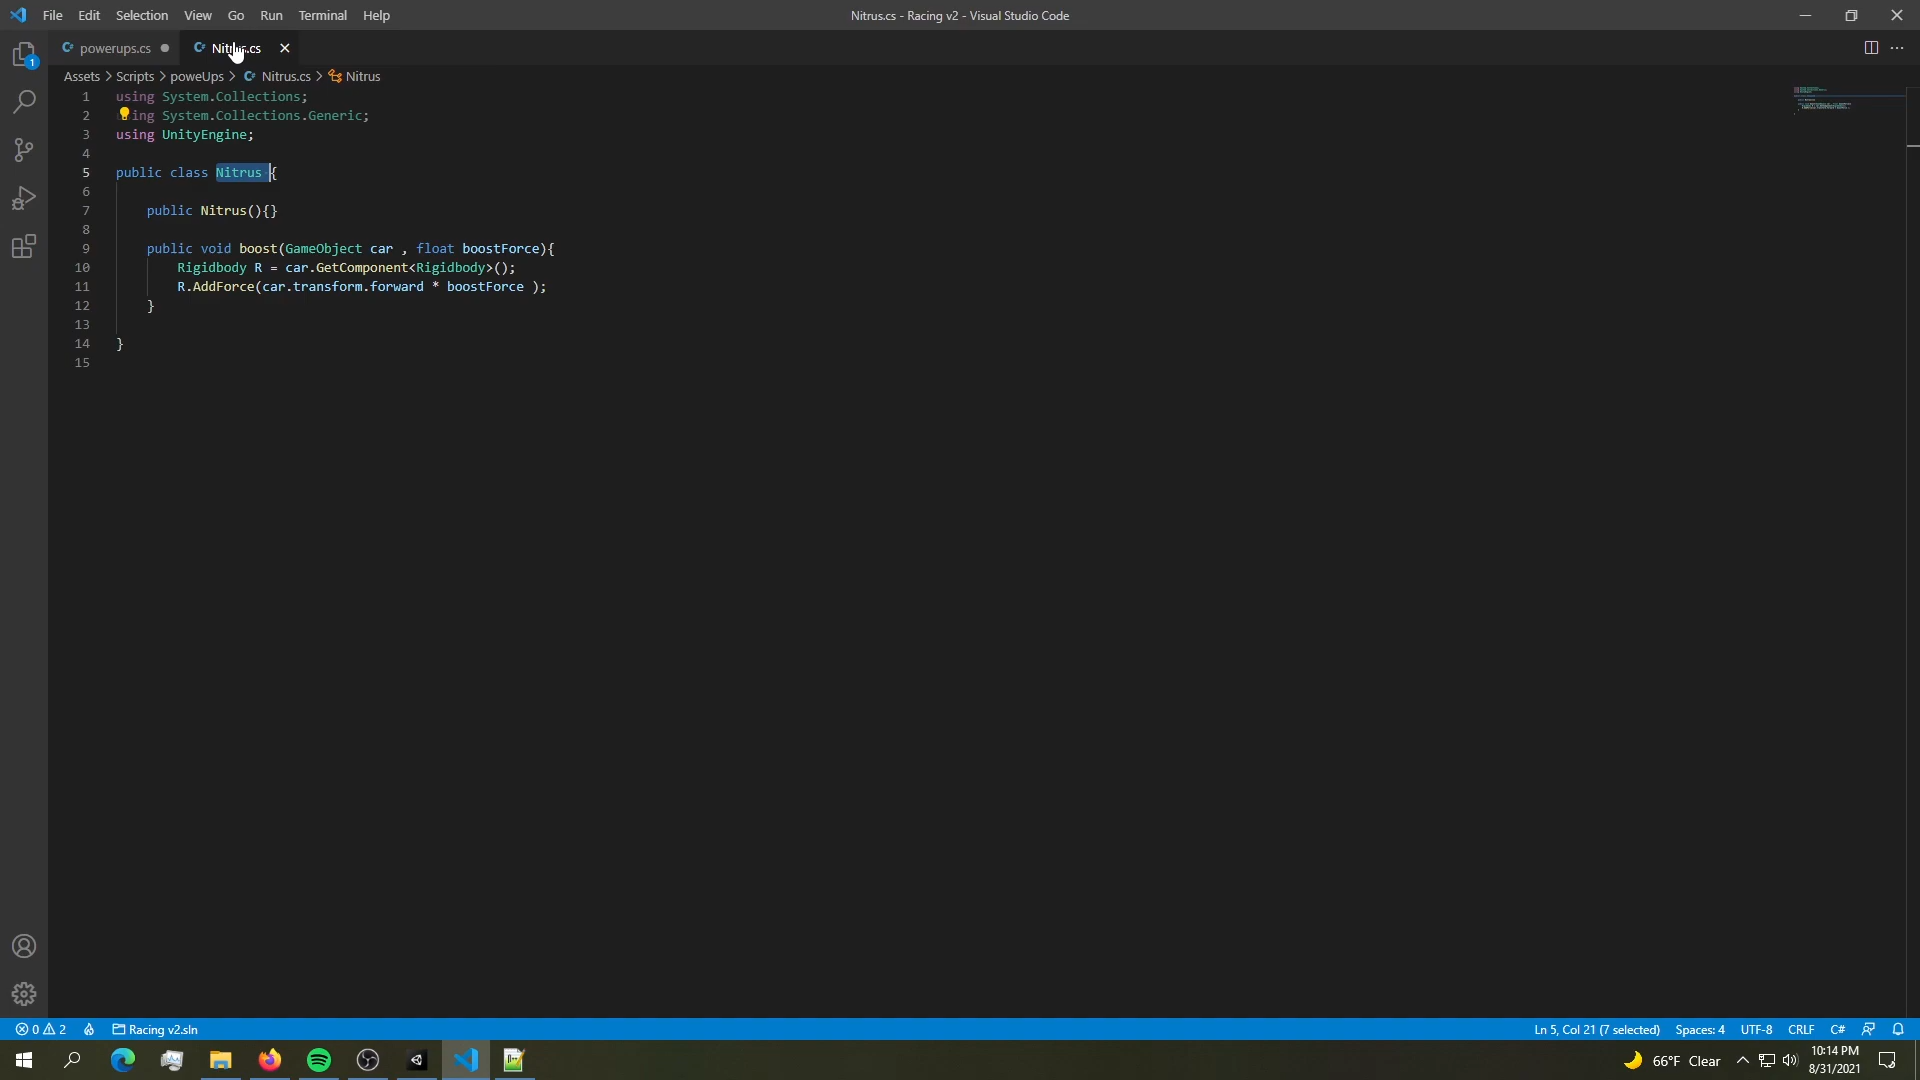 File Edit Selection View Go Run Terminal Help
Nitrus.cs - Racing v2 - Visual Studio Code
powerups.cs
Nitrus.cs
Assets > Scripts > poweUps > Nitrus.cs > Nitrus
1 using System.Collections;
2 ing System.Collections.Generic;
3 using UnityEngine;
4
5 public class Nitrus {
6
7 public Nitrus(){}
8
9 public void boost(GameObject car , float boostForce){
10 Rigidbody R = car.GetComponent<Rigidbody>();
11 R.AddForce(car.transform.forward * boostForce );
12 }
13
14 }
15
1
0 2 Racing v2.sln
Ln 5, Col 21 (7 selected) Spaces: 4 UTF-8 CRLF C#
66°F Clear
10:14 PM
8/31/2021